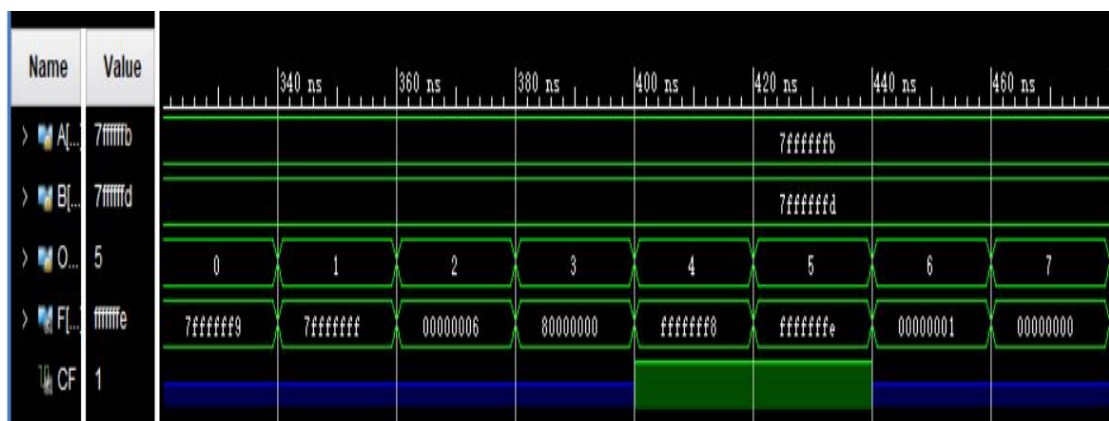 Name Value
340 ns 360 ns 380 ns 400 ns 420 ns 440 ns 460 ns
> A[...] 7ffffffb 7ffffffb
> B[... 7ffffffd 7ffffffd
> O... 5 0 1 2 3 4 5 6 7
> F[...] fffffffe 7ffffff9 7fffffff 00000006 80000000 fffffff8 fffffffe 00000001 00000000
CF 1